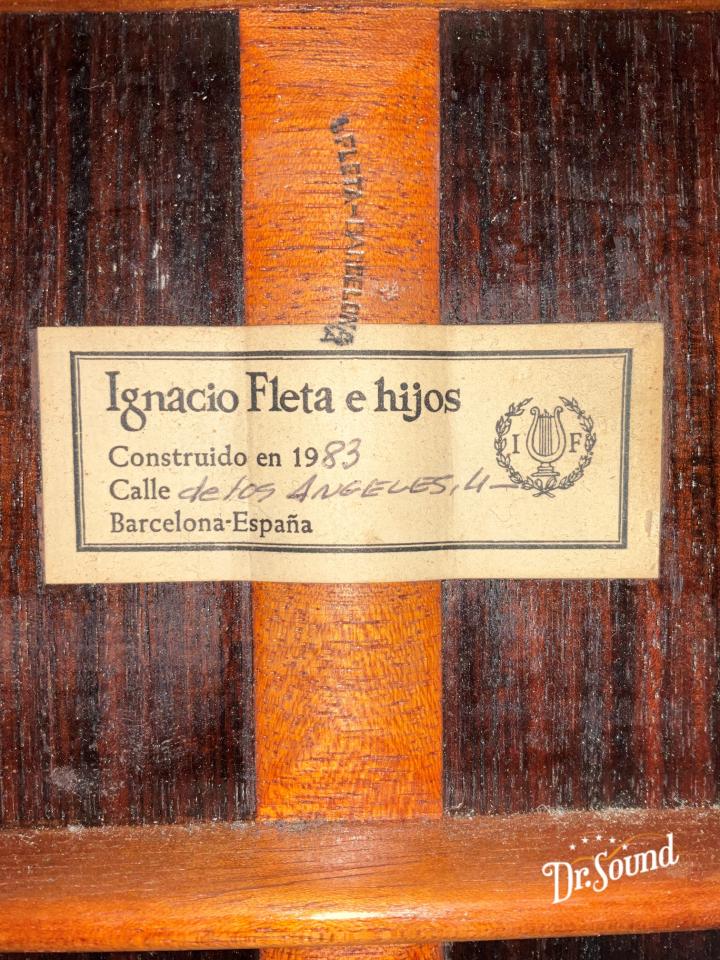 FLETA-BARCELONA
Ignacio Fleta e hijos
Construido en 1983
Calle de los ANGELES, 4-
Barcelona-España
I F
Dr.Sound